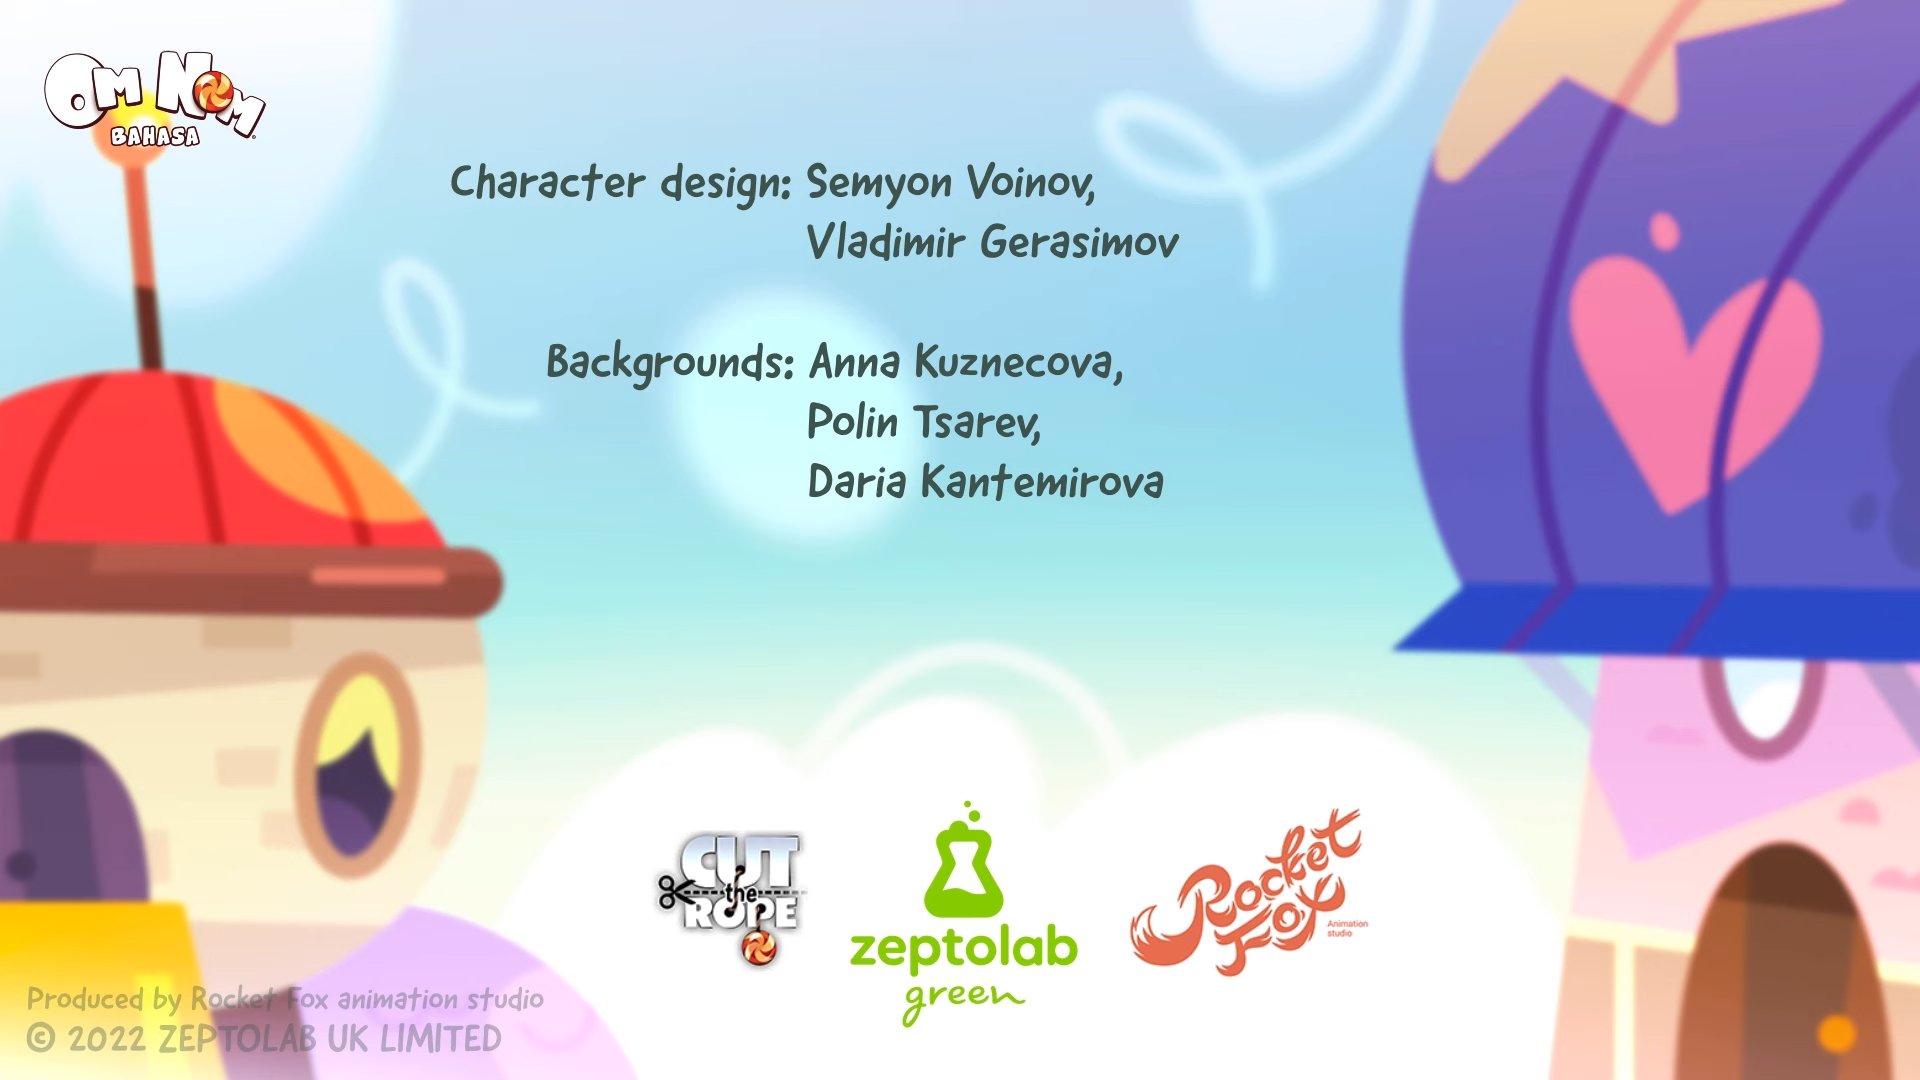 OM NOM
BAHASA
Character design: Semyon Voinov,
Vladimir Gerasimov
Backgrounds: Anna Kuznecova,
Polin Tsarev,
Daria Kantemirova
CUT
the
ROPE
zeptolab
green
Rocket
Fox
Animation
studio
Produced by Rocket Fox animation studio
© 2022 ZEPTOLAB UK LIMITED